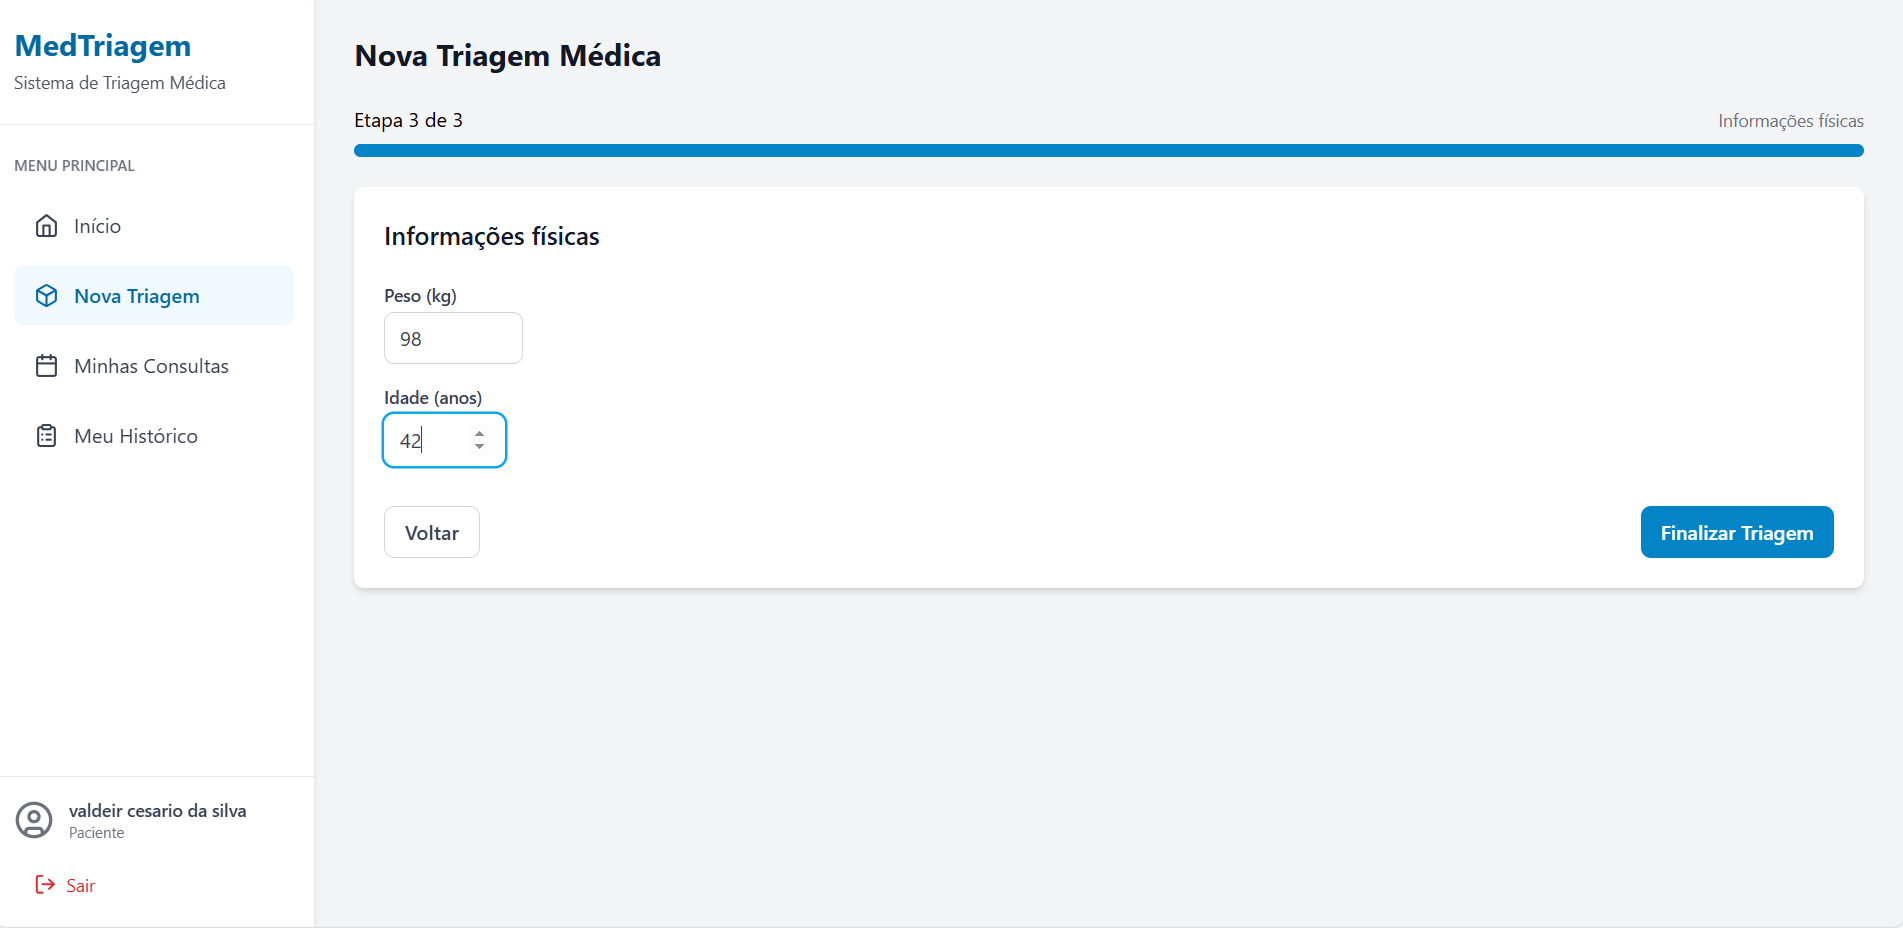 MedTriagem
Sistema de Triagem Médica
MENU PRINCIPAL
Início
Nova Triagem
Minhas Consultas
Meu Histórico
valdeir cesario da silva
Paciente
Sair
Nova Triagem Médica
Etapa 3 de 3
Informações físicas
Informações físicas
Peso (kg)
98
Idade (anos)
42
Voltar
Finalizar Triagem